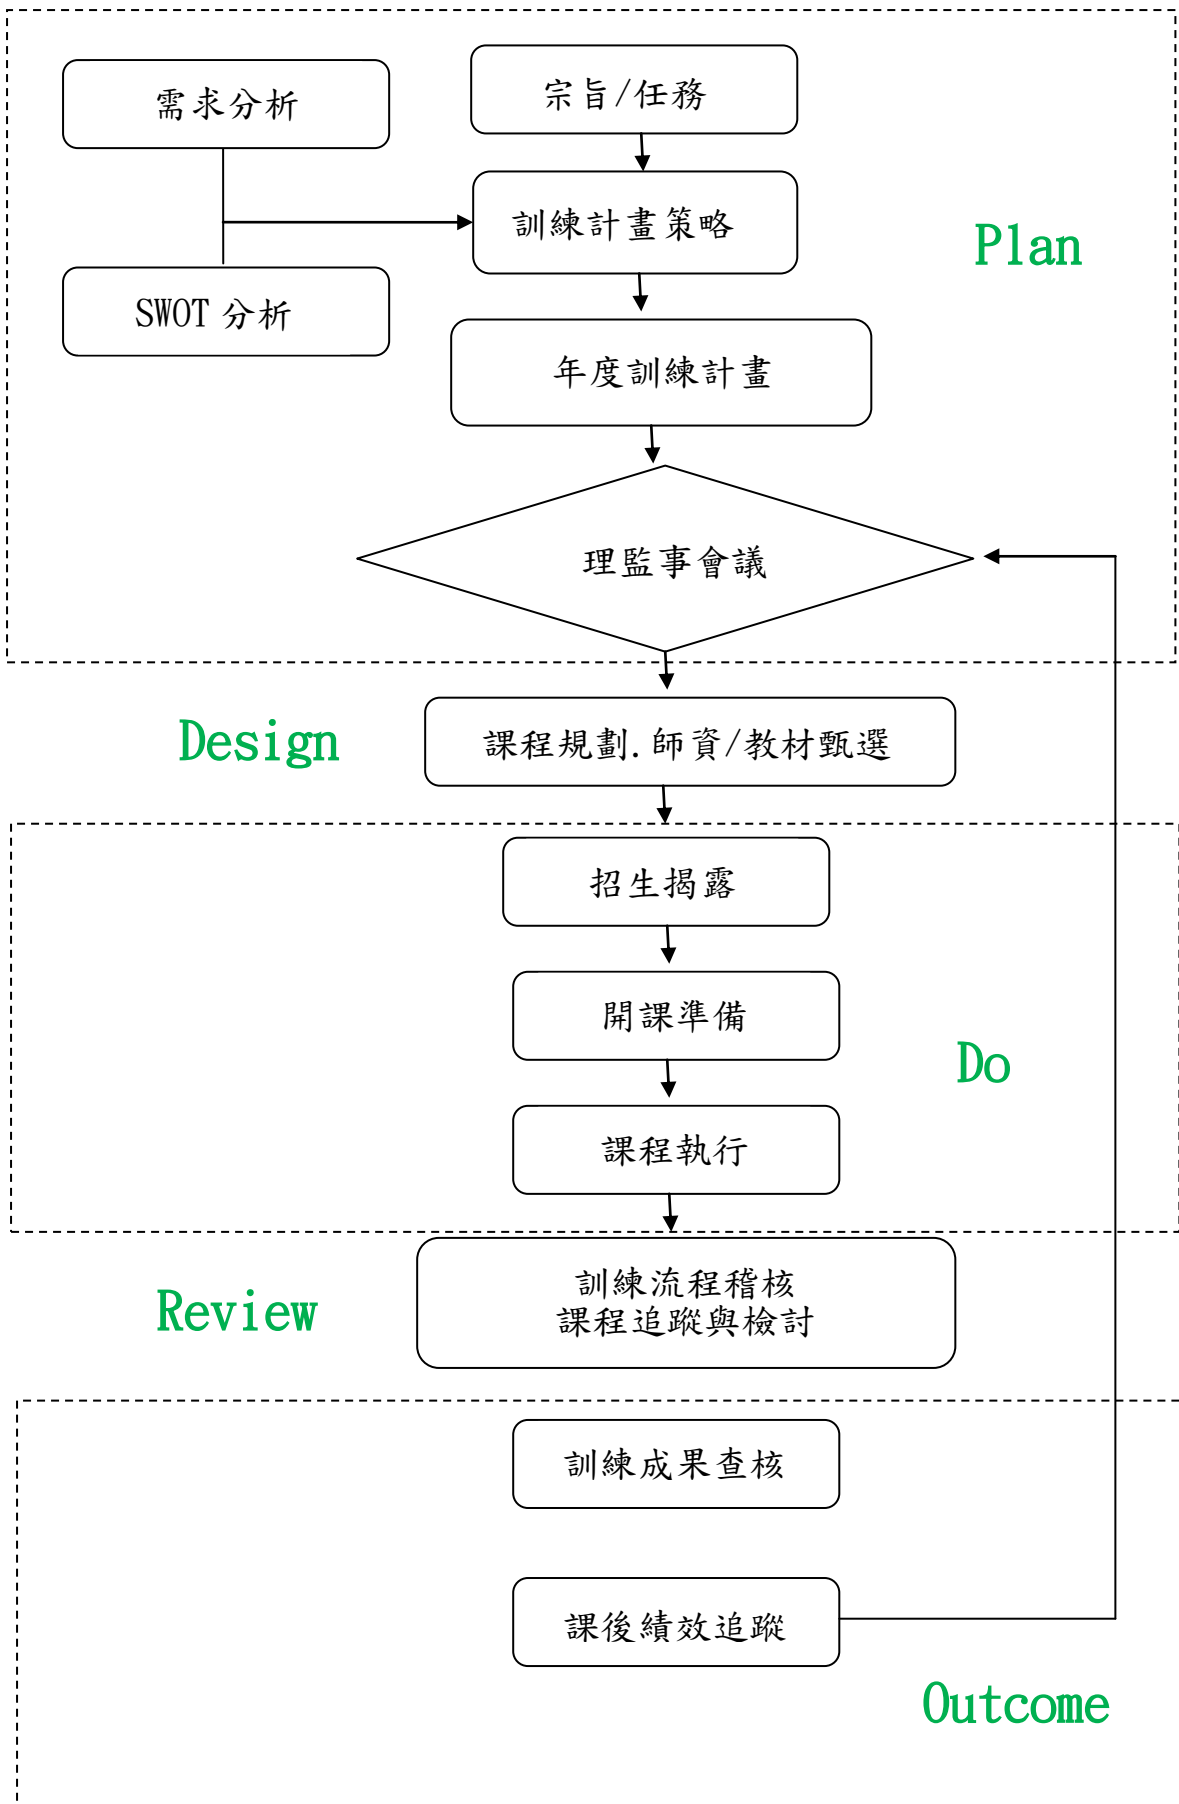 宗旨/任務
需求分析
訓練計畫策略
Plan
SWOT 分析
年度訓練計畫
理監事會議
Design
課程規劃.師資/教材甄選
招生揭露
開課準備
Do
課程執行
訓練流程稽核
課程追蹤與檢討
Review
訓練成果查核
課後績效追蹤
Outcome